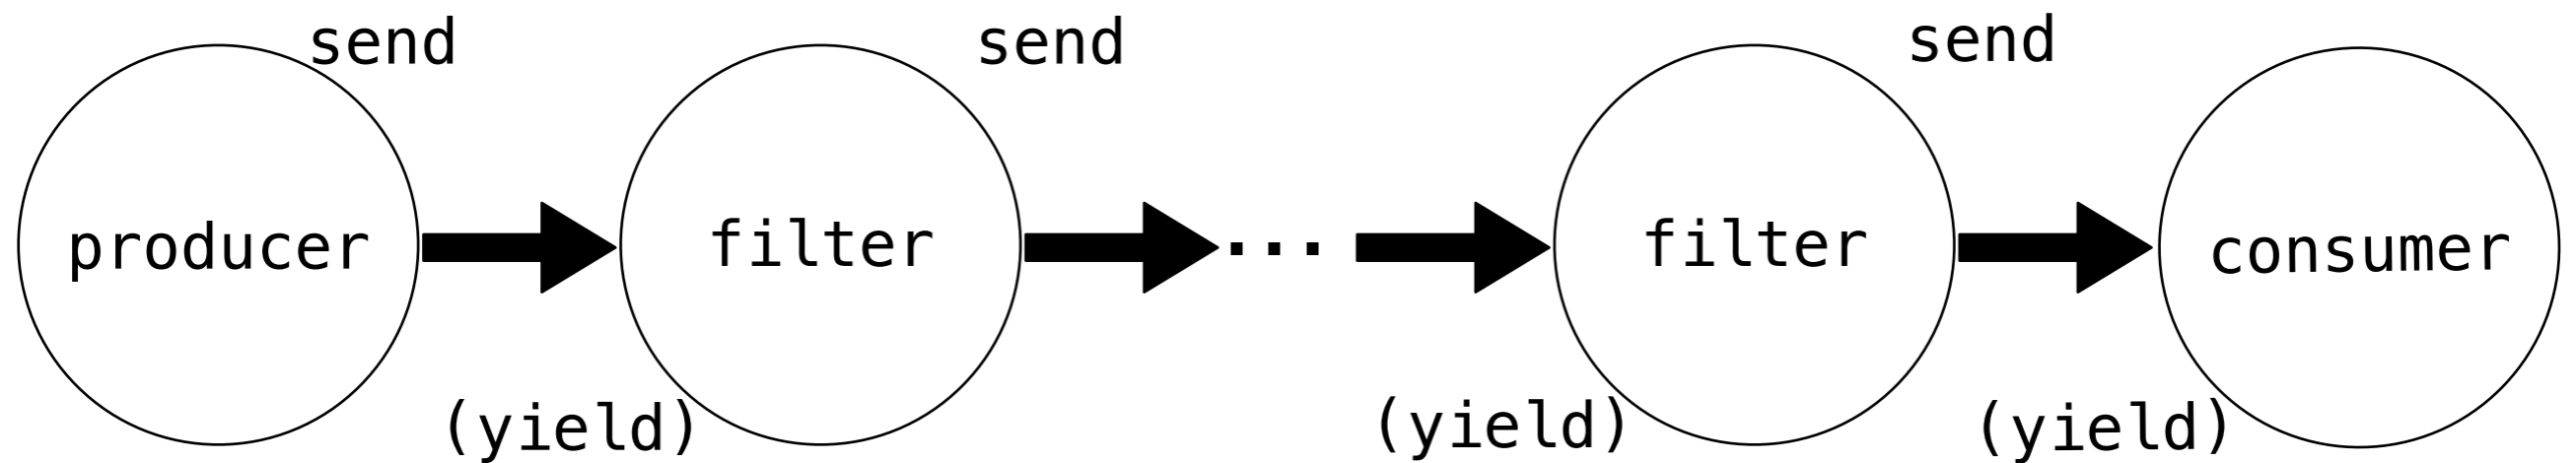 send send send
producer filter ... filter consumer
(yield) (yield) (yield)